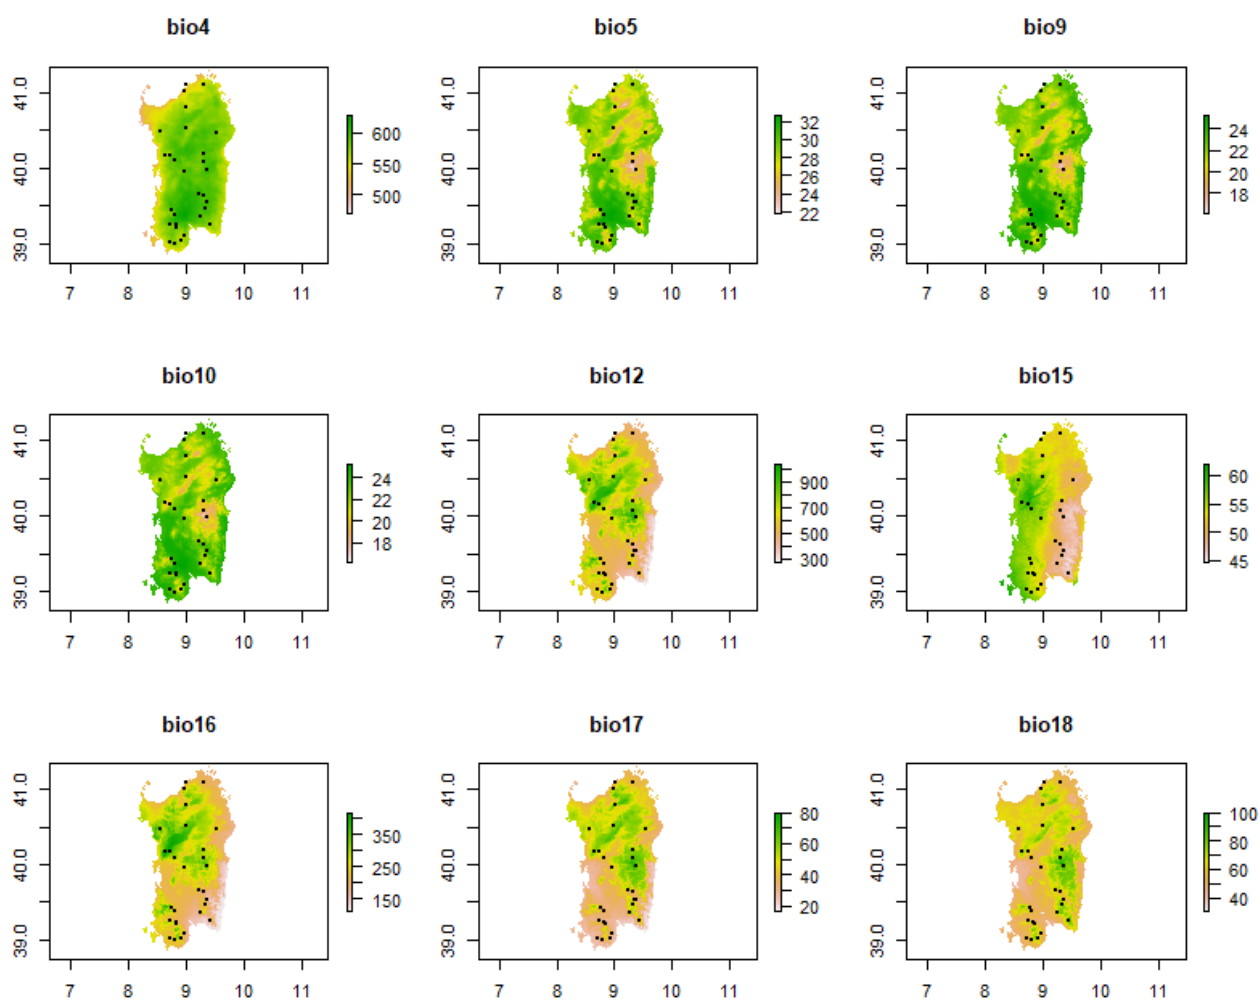 bio4 bio5 bio9
41.0 40.0 39.0 600 550 500 41.0 40.0 39.0 32 30 28 26 24 22 41.0 40.0 39.0 24 22 20 18
7 8 9 10 11 7 8 9 10 11 7 8 9 10 11
bio10 bio12 bio15
41.0 40.0 39.0 24 22 20 18 41.0 40.0 39.0 900 700 500 300 41.0 40.0 39.0 60 55 50 45
7 8 9 10 11 7 8 9 10 11 7 8 9 10 11
bio16 bio17 bio18
41.0 40.0 39.0 350 250 150 41.0 40.0 39.0 80 60 40 20 41.0 40.0 39.0 100 80 60 40
7 8 9 10 11 7 8 9 10 11 7 8 9 10 11